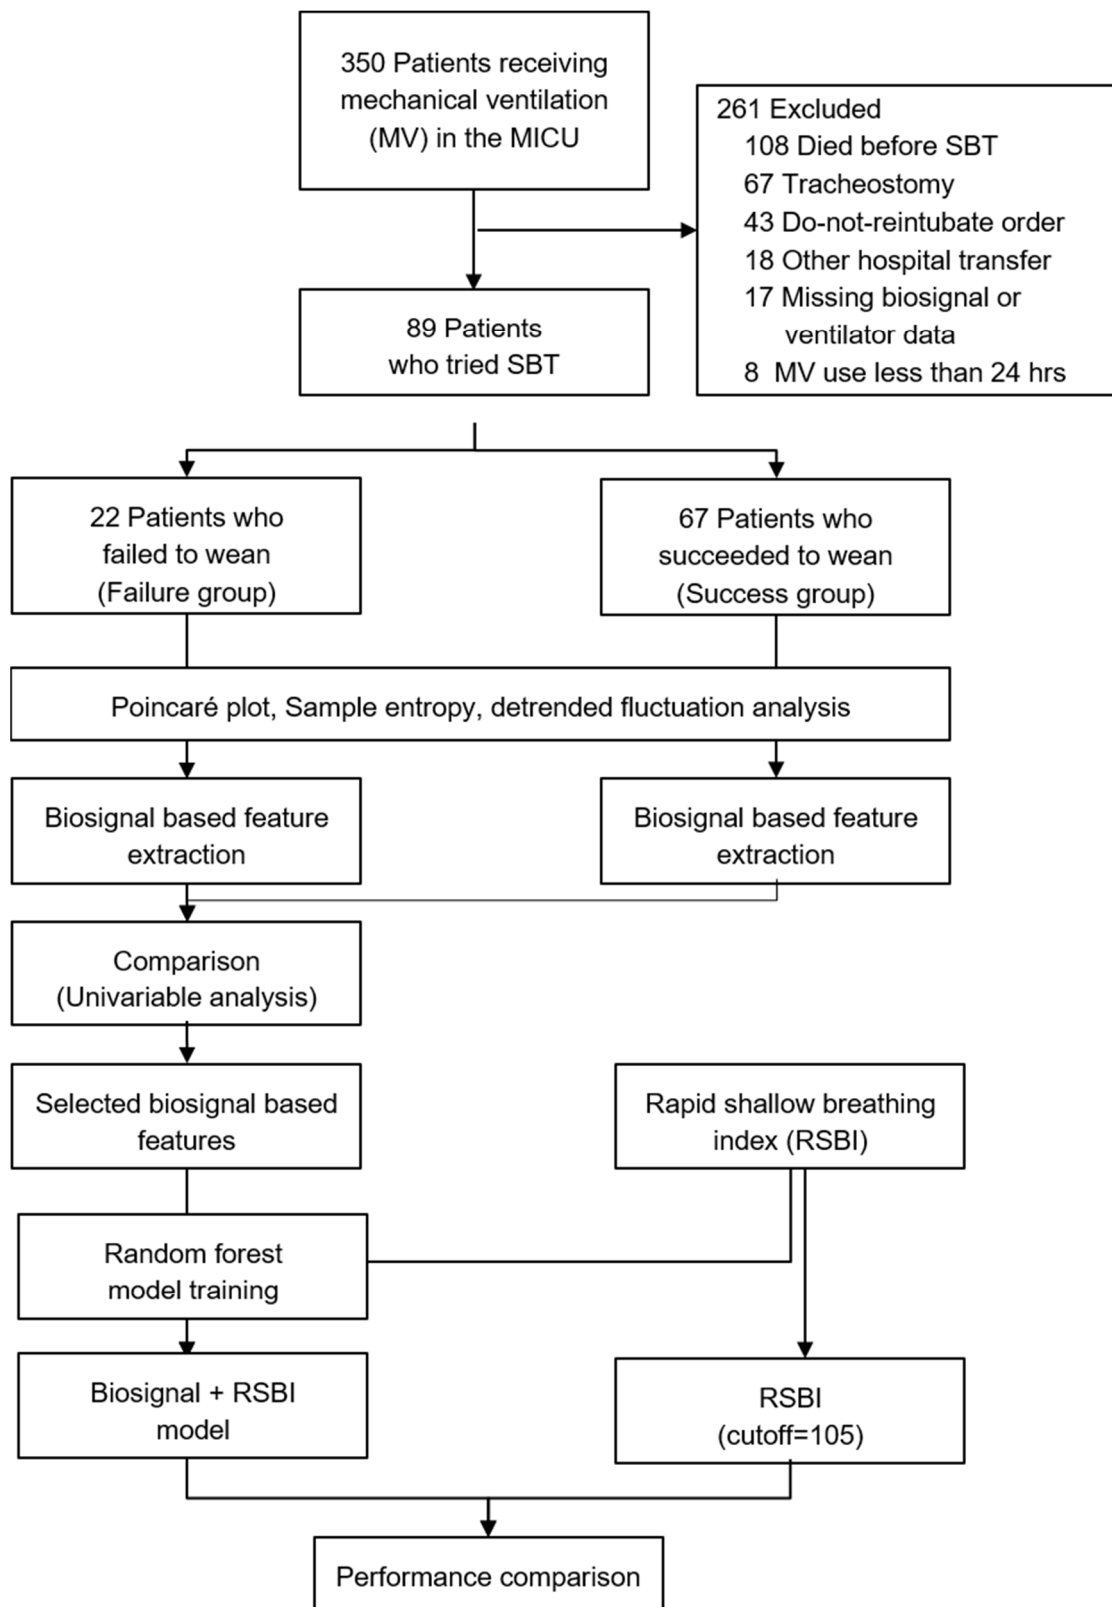 350 Patients receiving
mechanical ventilation
(MV) in the MICU
261 Excluded
108 Died before SBT
67 Tracheostomy
43 Do-not-reintubate order
18 Other hospital transfer
17 Missing biosignal or
ventilator data
8 MV use less than 24 hrs
89 Patients
who tried SBT
22 Patients who
failed to wean
(Failure group)
67 Patients who
succeeded to wean
(Success group)
Poincaré plot, Sample entropy, detrended fluctuation analysis
Biosignal based feature
extraction
Biosignal based feature
extraction
Comparison
(Univariable analysis)
Selected biosignal based
features
Rapid shallow breathing
index (RSBI)
Random forest
model training
Biosignal + RSBI
model
RSBI
(cutoff=105)
Performance comparison